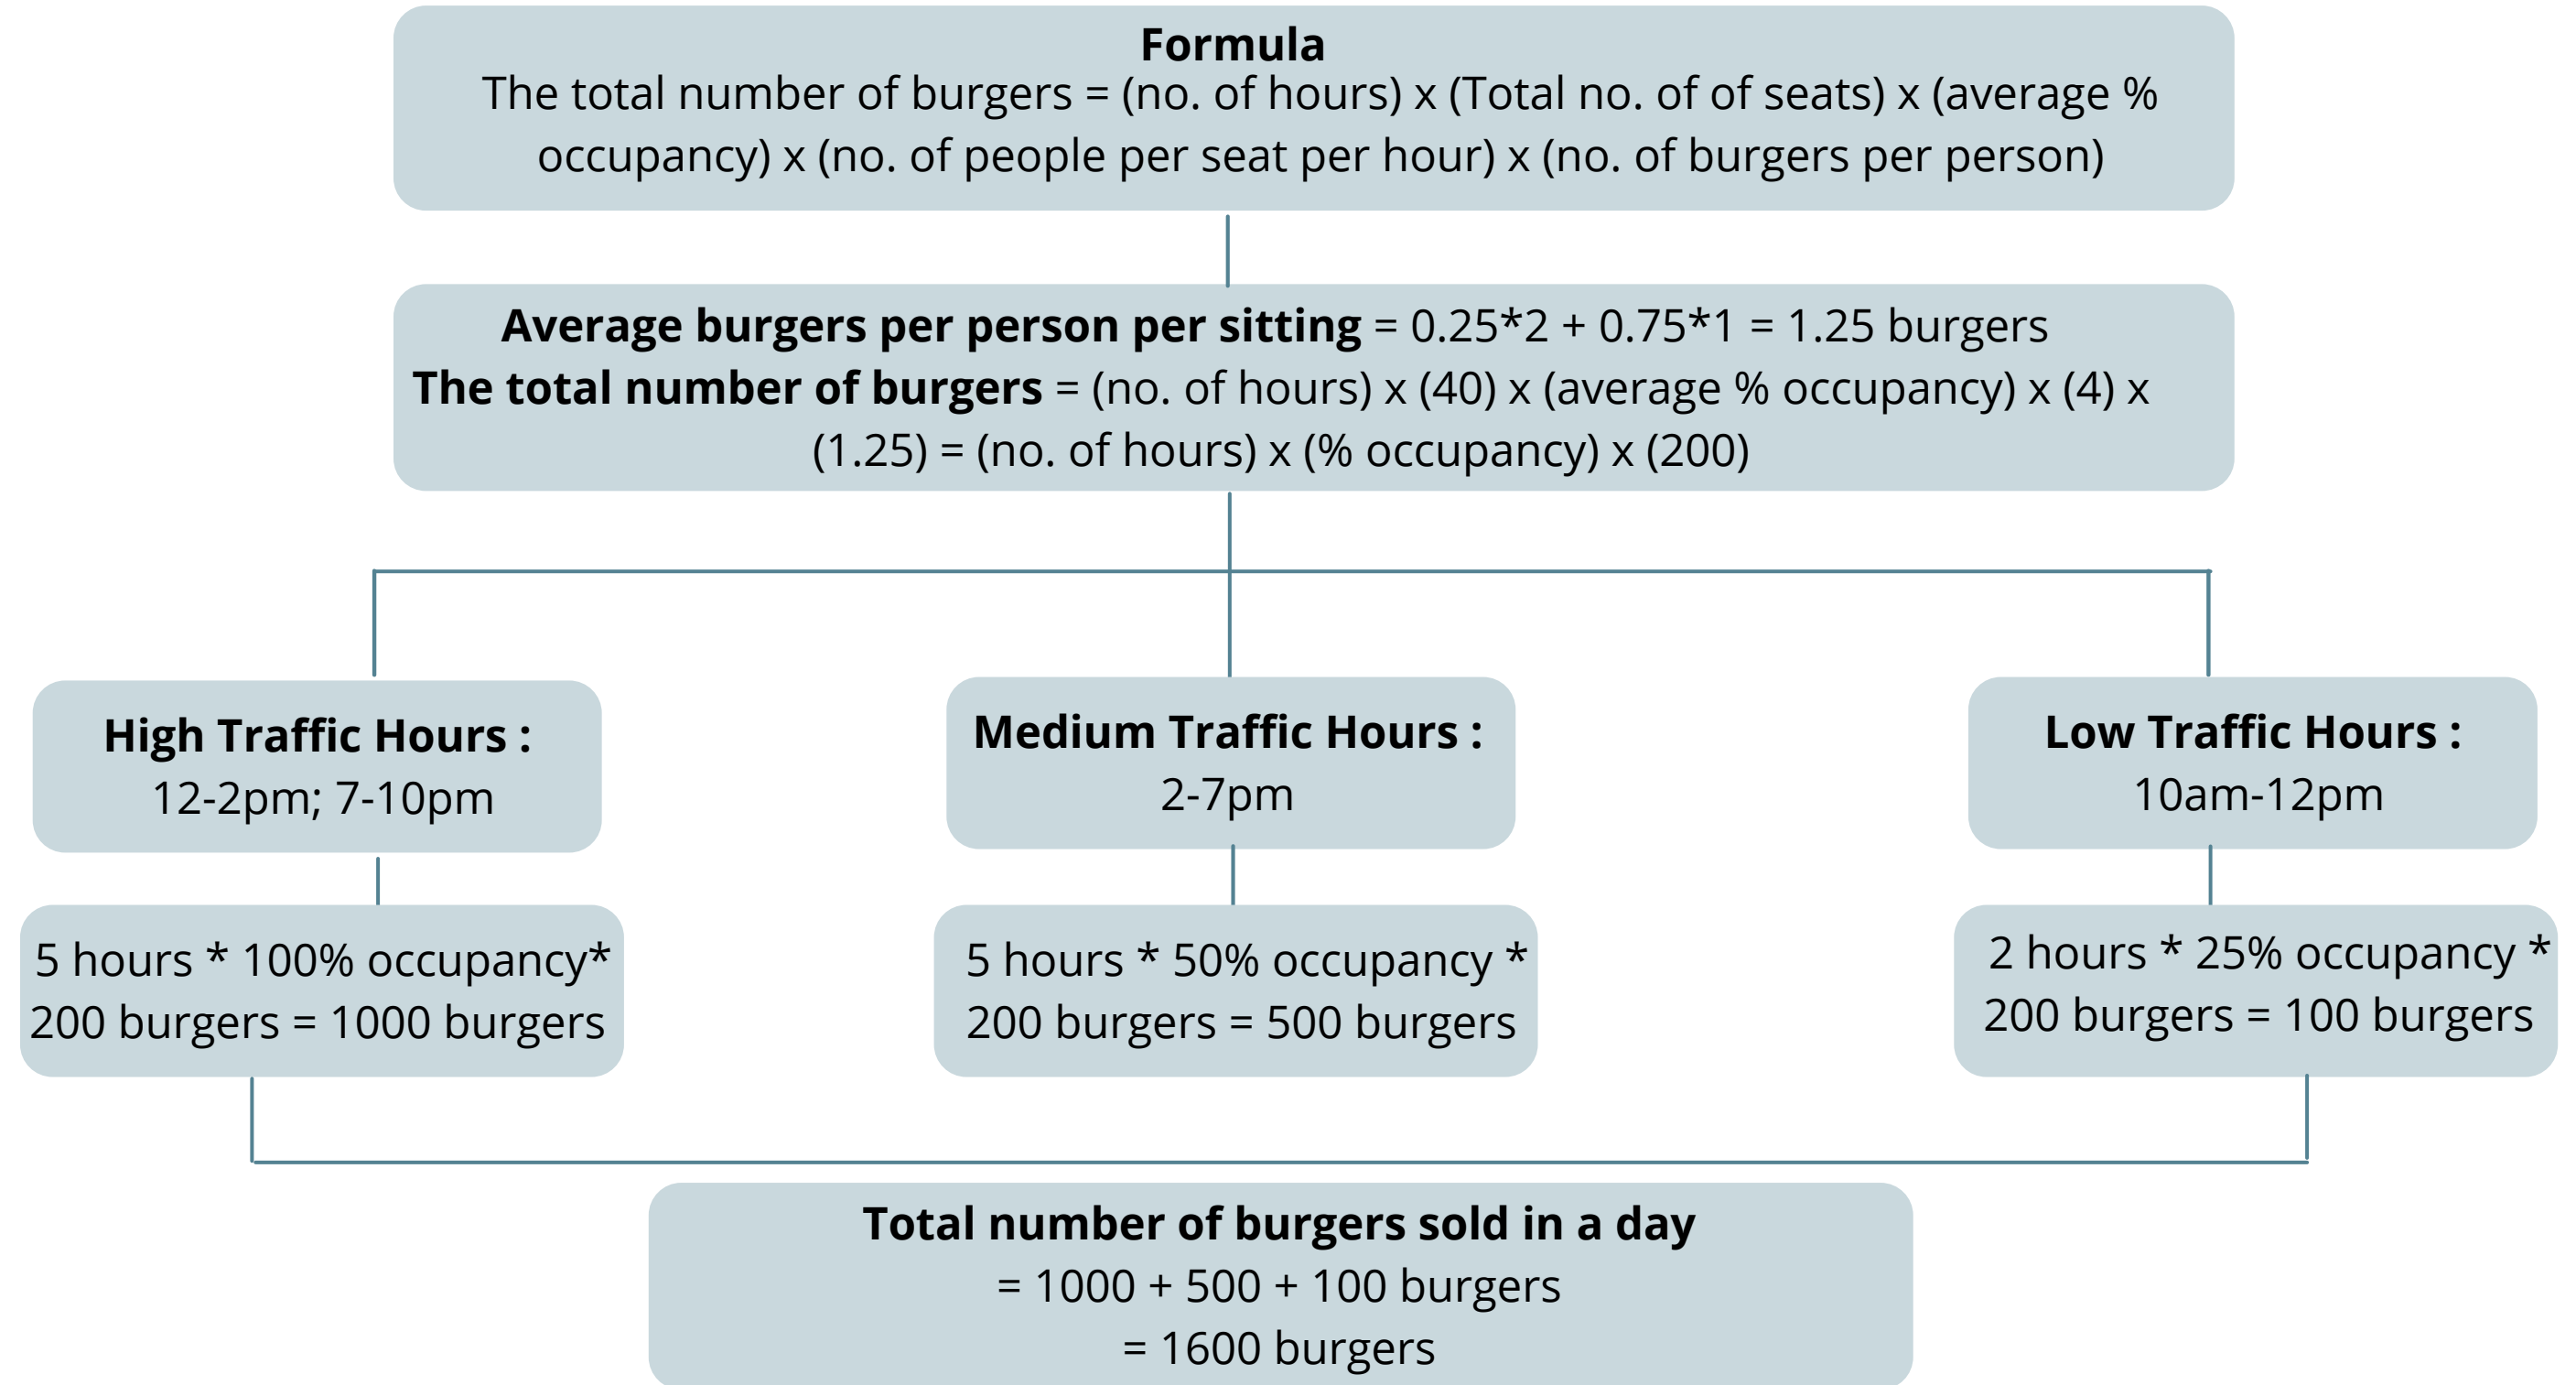 Formula
The total number of burgers = (no. of hours) x (Total no. of of seats) x (average %
occupancy) x (no. of people per seat per hour) x (no. of burgers per person)
Average burgers per person per sitting = 0.25*2 + 0.75*1 = 1.25 burgers
The total number of burgers = (no. of hours) x (40) x (average % occupancy) x (4) x
(1.25) = (no. of hours) x (% occupancy) x (200)
High Traffic Hours :
12-2pm; 7-10pm
Medium Traffic Hours :
2-7pm
Low Traffic Hours :
10am-12pm
5 hours * 100% occupancy*
200 burgers = 1000 burgers
5 hours * 50% occupancy *
200 burgers = 500 burgers
2 hours * 25% occupancy *
200 burgers = 100 burgers
Total number of burgers sold in a day
= 1000 + 500 + 100 burgers
= 1600 burgers